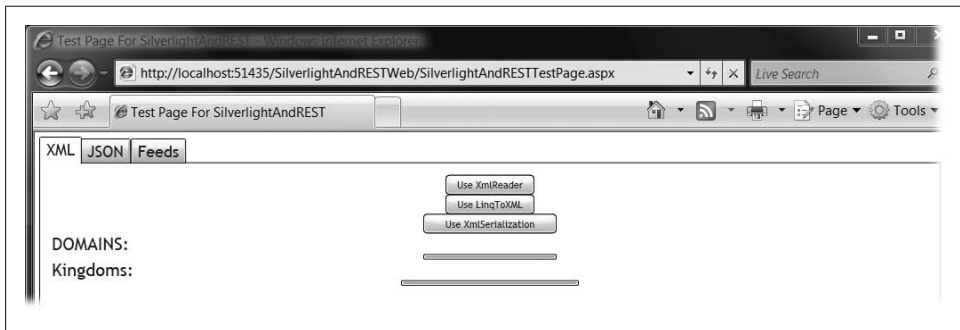 Test Page For SilverlightAndREST - Windows Internet Explorer
http://localhost:51435/SilverlightAndRESTWeb/SilverlightAndRESTTestPage.aspx
Live Search
Test Page For SilverlightAndREST
Page
Tools
XML
JSON
Feeds
Use XmlReader
Use LinqToXML
Use XmlSerialization
DOMAINS:
Kingdoms: